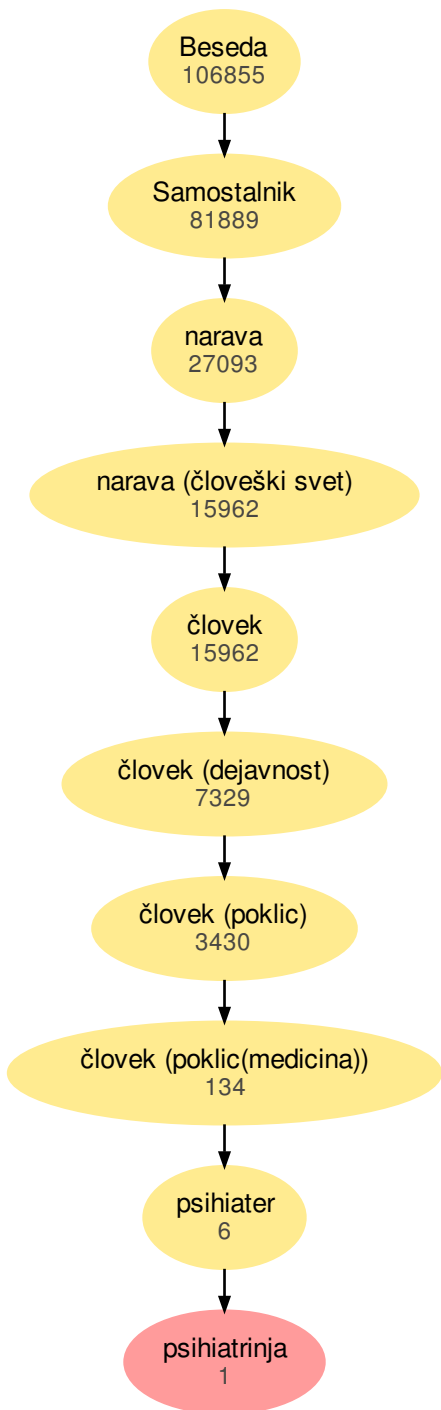 Beseda
106855
Samostalnik
81889
narava
27093
narava (človeški svet)
15962
človek
15962
človek (dejavnost)
7329
človek (poklic)
3430
človek (poklic(medicina))
134
psihiater
6
psihiatrinja
1